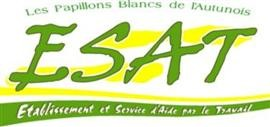 Les Papillons Blancs de l'Autunois
ESAT
Etablissement et Service d'Aide par le Travail